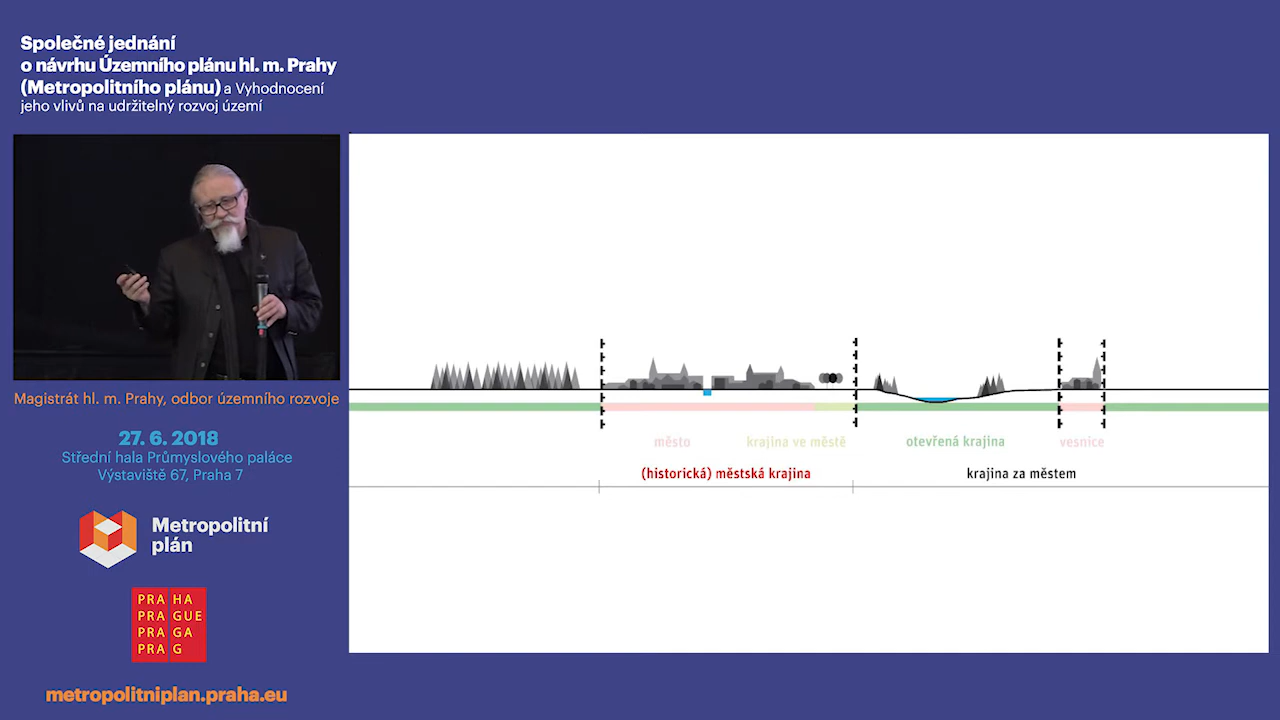 Společné jednání
o návrhu Územního plánu hl. m. Prahy
(Metropolitního plánu) a Vyhodnocení
jeho vlivů na udržitelný rozvoj území
Magistrát hl. m. Prahy, odbor územního rozvoje
27. 6. 2018
Střední hala Průmyslového paláce
Výstaviště 67, Praha 7
Metropolitní
plán
PRA HA
PRA GUE
PRA GA
PRA G
metropolitniplan.praha.eu
město krajina ve městě otevřená krajina vesnice
(historická) městská krajina krajina za městem